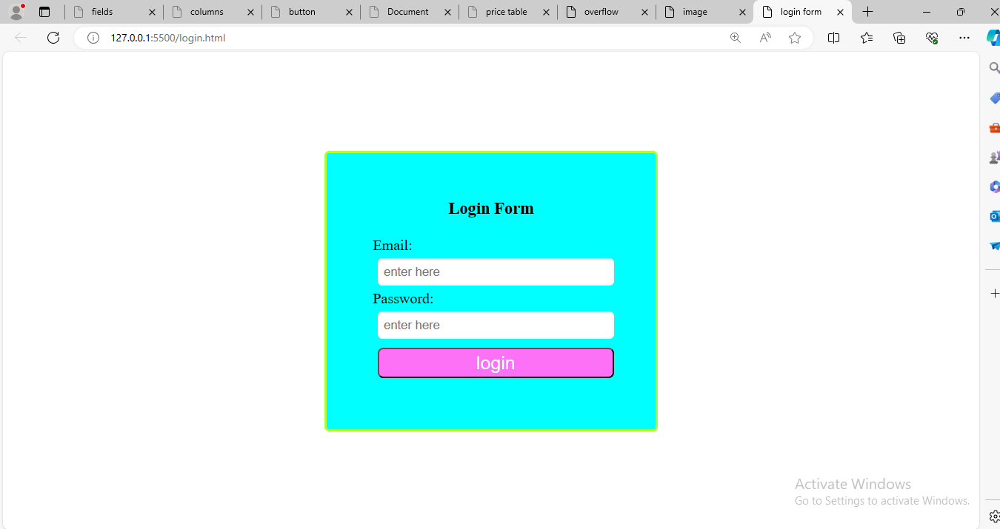 fields columns button Document price table overflow image login form
127.0.0.1:5500/login.html
Login Form
Email:
enter here
Password:
enter here
login
Activate Windows
Go to Settings to activate Windows.